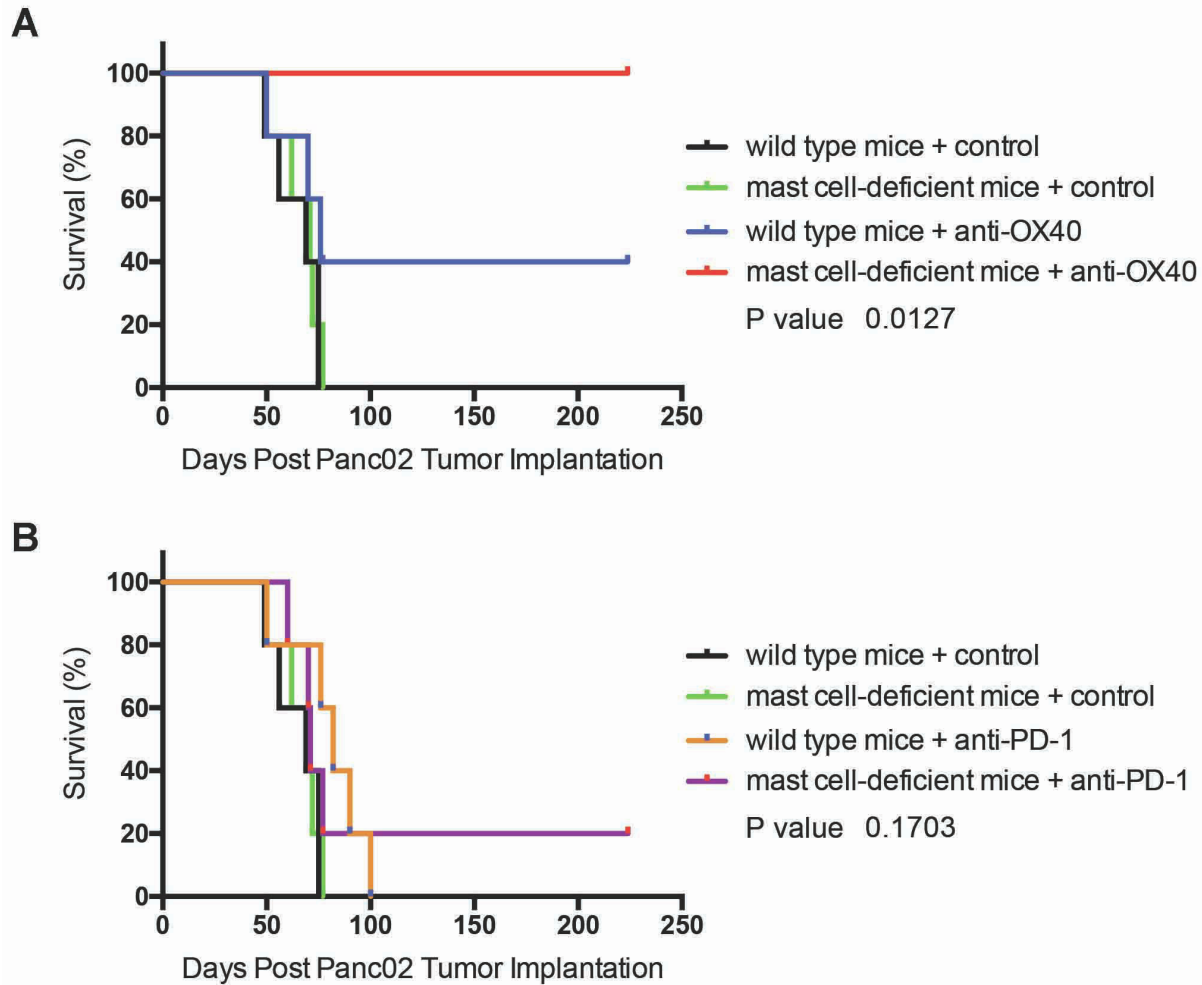 A
Survival (%)
100
80
60
40
20
0
0 50 100 150 200 250
Days Post Panc02 Tumor Implantation
wild type mice + control
mast cell-deficient mice + control
wild type mice + anti-OX40
mast cell-deficient mice + anti-OX40
P value 0.0127
B
Survival (%)
100
80
60
40
20
0
0 50 100 150 200 250
Days Post Panc02 Tumor Implantation
wild type mice + control
mast cell-deficient mice + control
wild type mice + anti-PD-1
mast cell-deficient mice + anti-PD-1
P value 0.1703